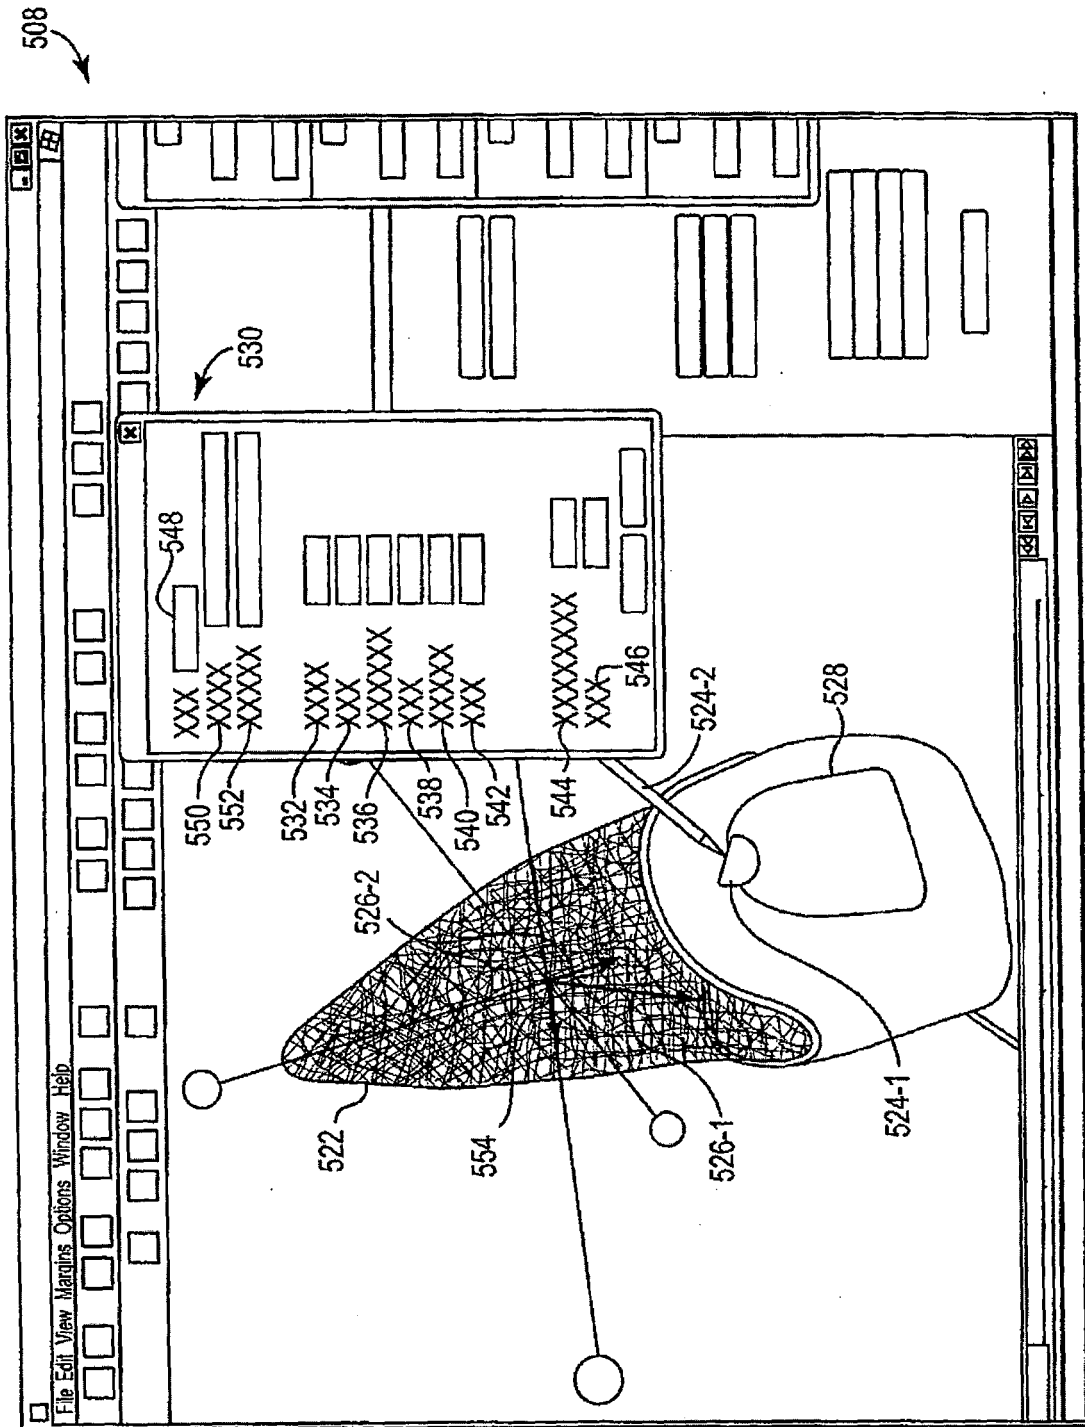 508
File Edit View Margins Options Window Help
548
XXX
550 XXXX
552 XXXXX
530
532 XXXX
534 XXX
536 XXXXXX
538 XXX
540 XXXXX
542 XXX
544 XXXXXXXX
XXX 546
522
526-2
554
526-1
524-2
528
524-1